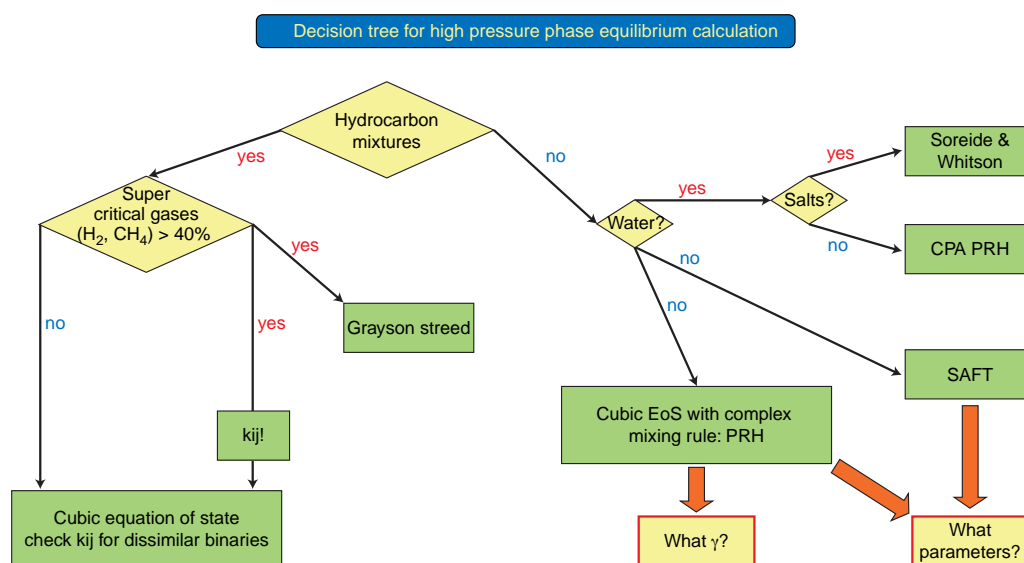 Decision tree for high pressure phase equilibrium calculation
Hydrocarbon
mixtures
yes
no
Super
critical gases
(H₂, CH₄) > 40%
yes
no
yes
Grayson streed
kij!
Cubic equation of state
check kij for dissimilar binaries
Water?
yes
Salts?
yes
Soreide &
Whitson
no
CPA PRH
no
no
SAFT
Cubic EoS with complex
mixing rule: PRH
What γ?
What
parameters?